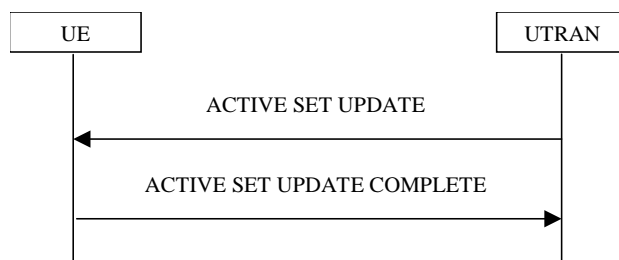 UE
UTRAN
ACTIVE SET UPDATE
ACTIVE SET UPDATE COMPLETE